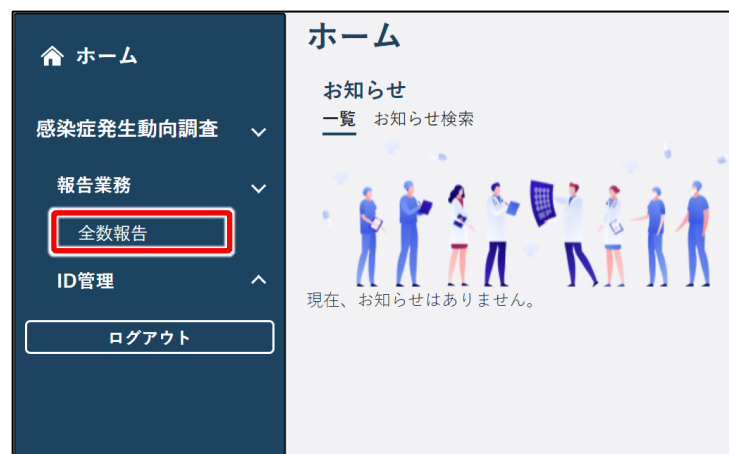 ホーム
感染症発生動向調査
報告業務
全数報告
ID管理
ログアウト
ホーム
お知らせ
一覧 お知らせ検索
現在、お知らせはありません。